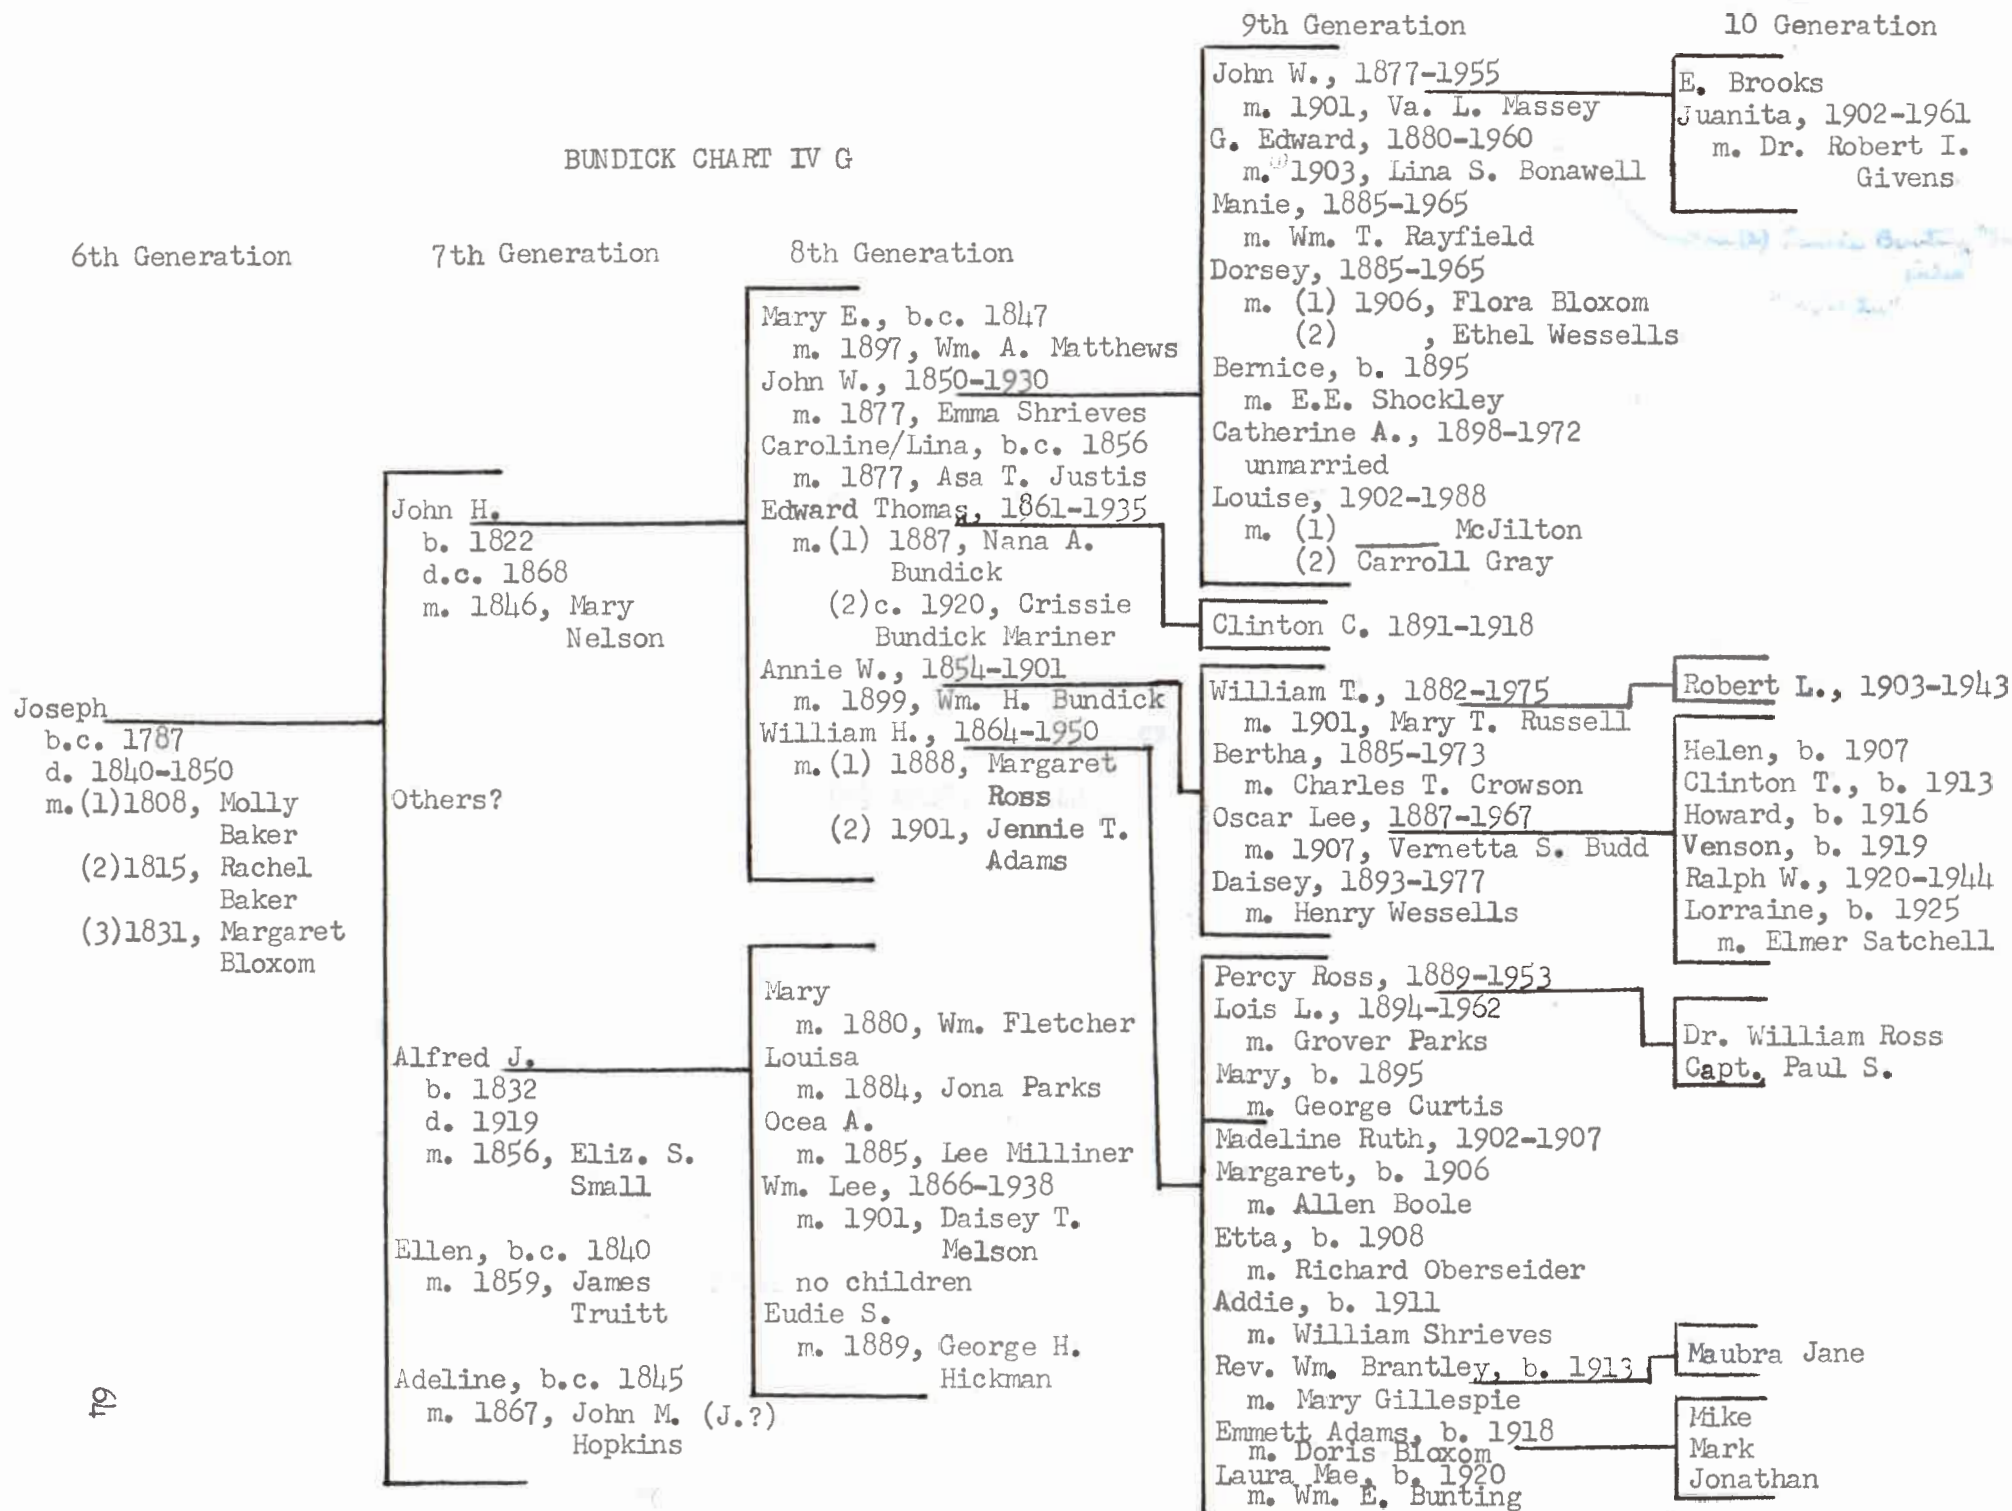 BUNDICK CHART IV G
6th Generation
Joseph
b.c. 1787
d. 1840-1850
m.(1)1808, Molly
Baker
(2)1815, Rachel
Baker
(3)1831, Margaret
Bloxom
7th Generation
John H.
b. 1822
d.c. 1868
m. 1846, Mary
Nelson
Others?
Alfred J.
b. 1832
d. 1919
m. 1856, Eliz. S.
Small
Ellen, b.c. 1840
m. 1859, James
Truitt
Adeline, b.c. 1845
m. 1867, John M. (J.?)
Hopkins
8th Generation
Mary E., b.c. 1847
m. 1897, Wm. A. Matthews
John W., 1850-1930
m. 1877, Emma Shrieves
Caroline/Lina, b.c. 1856
m. 1877, Asa T. Justis
Edward Thomas, 1861-1935
m.(1) 1887, Nana A.
Bundick
(2)c. 1920, Crissie
Bundick Mariner
Annie W., 1854-1901
m. 1899, Wm. H. Bundick
William H., 1864-1950
m.(1) 1888, Margaret
Ross
(2) 1901, Jennie T.
Adams
Mary
m. 1880, Wm. Fletcher
Louisa
m. 1884, Jona Parks
Ocea A.
m. 1885, Lee Milliner
Wm. Lee, 1866-1938
m. 1901, Daisey T.
Melson
no children
Eudie S.
m. 1889, George H.
Hickman
9th Generation
John W., 1877-1955
m. 1901, Va. L. Massey
G. Edward, 1880-1960
m. (1) 1903, Lina S. Bonawell
Manie, 1885-1965
m. Wm. T. Rayfield
Dorsey, 1885-1965
m. (1) 1906, Flora Bloxom
(2) , Ethel Wessells
Bernice, b. 1895
m. E.E. Shockley
Catherine A., 1898-1972
unmarried
Louise, 1902-1988
m. (1) ______ McJilton
(2) Carroll Gray
Clinton C. 1891-1918
William T., 1882-1975
m. 1901, Mary T. Russell
Bertha, 1885-1973
m. Charles T. Crowson
Oscar Lee, 1887-1967
m. 1907, Vernetta S. Budd
Daisey, 1893-1977
m. Henry Wessells
Percy Ross, 1889-1953
Lois L., 1894-1962
m. Grover Parks
Mary, b. 1895
m. George Curtis
Madeline Ruth, 1902-1907
Margaret, b. 1906
m. Allen Boole
Etta, b. 1908
m. Richard Oberseider
Addie, b. 1911
m. William Shrieves
Rev. Wm. Brantley, b. 1913
m. Mary Gillespie
Emmett Adams, b. 1918
m. Doris Bloxom
Laura Mae, b. 1920
m. Wm. E. Bunting
10 Generation
E. Brooks
Juanita, 1902-1961
m. Dr. Robert I.
Givens
(2) Bunting
Robert L., 1903-1943
Helen, b. 1907
Clinton T., b. 1913
Howard, b. 1916
Venson, b. 1919
Ralph W., 1920-1944
Lorraine, b. 1925
m. Elmer Satchell
Dr. William Ross
Capt. Paul S.
Maubra Jane
Mike
Mark
Jonathan
64